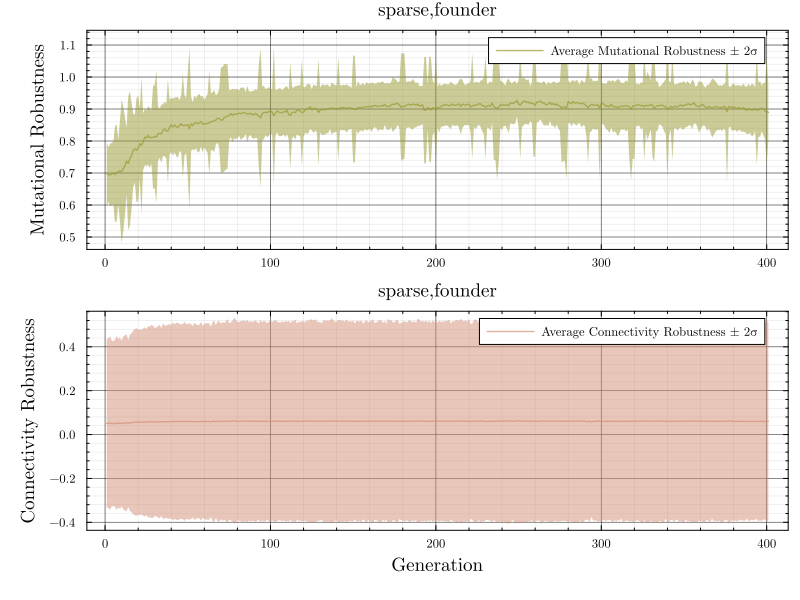 sparse,founder
Mutational Robustness
1.1
1.0
0.9
0.8
0.7
0.6
0.5
Average Mutational Robustness ± 2σ
0 100 200 300 400
sparse,founder
Connectivity Robustness
0.4
0.2
0.0
−0.2
−0.4
Average Connectivity Robustness ± 2σ
0 100 200 300 400
Generation